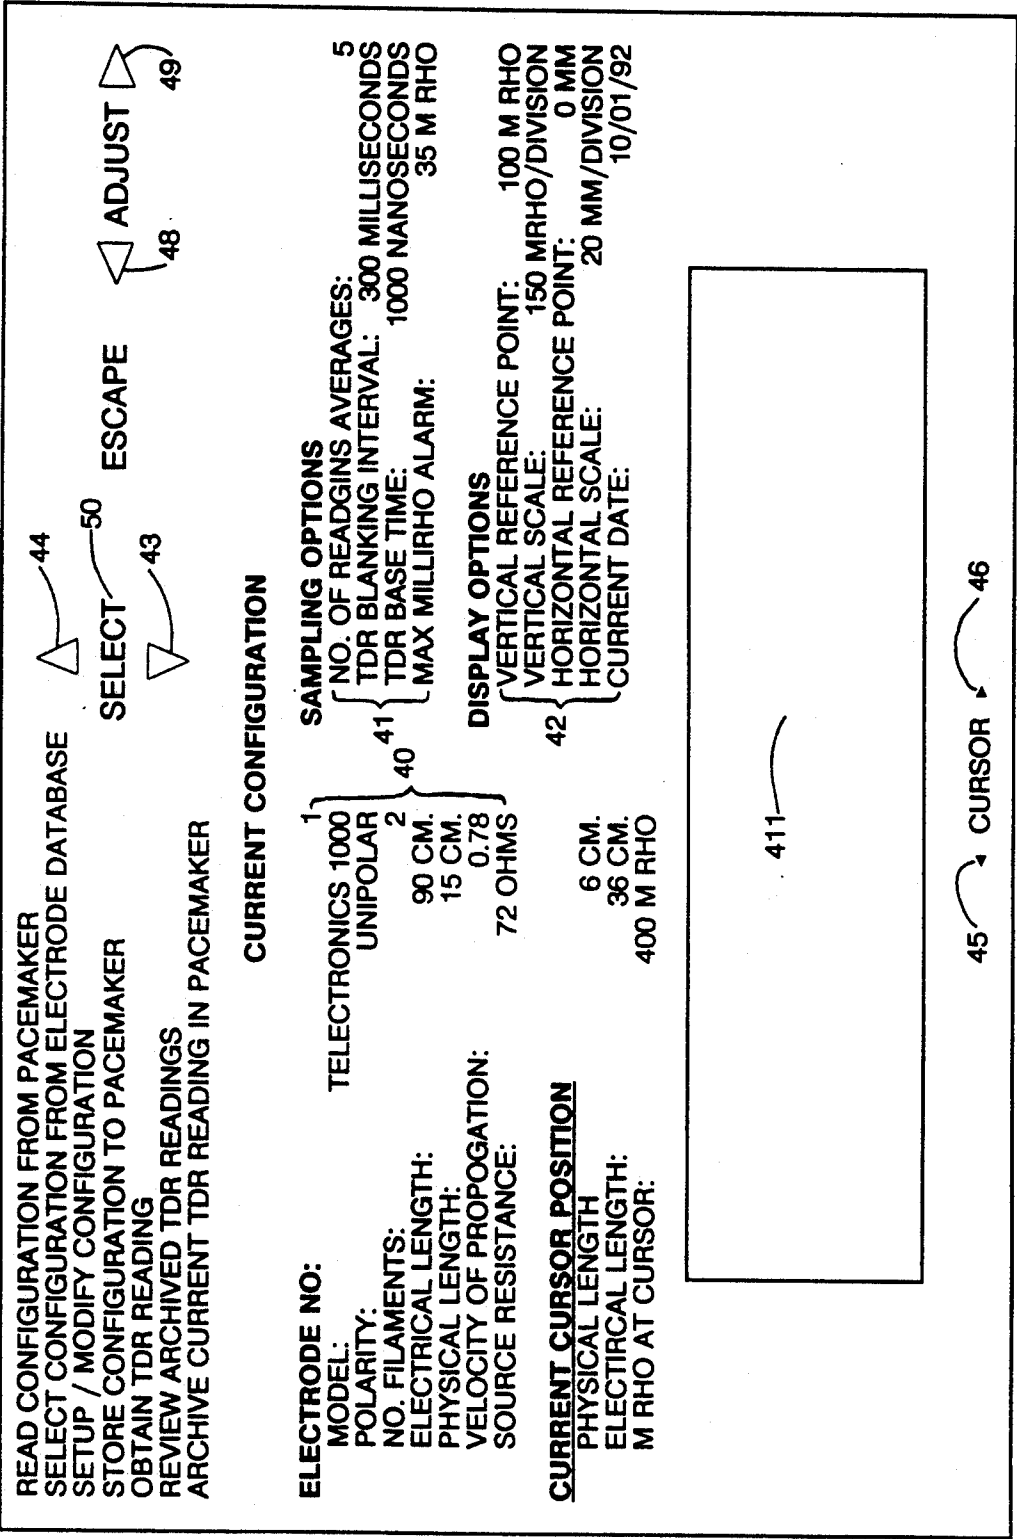 READ CONFIGURATION FROM PACEMAKER
SELECT CONFIGURATION FROM ELECTRODE DATABASE
SETUP / MODIFY CONFIGURATION
STORE CONFIGURATION TO PACEMAKER
OBTAIN TDR READING
REVIEW ARCHIVED TDR READINGS
ARCHIVE CURRENT TDR READING IN PACEMAKER
44
SELECT 50 ESCAPE ADJUST
43
48
49
CURRENT CONFIGURATION
ELECTRODE NO: 1
MODEL: TELECTRONICS 1000
POLARITY: UNIPOLAR
NO. FILAMENTS: 2
ELECTRICAL LENGTH: 90 CM.
PHYSICAL LENGTH: 15 CM.
VELOCITY OF PROPOGATION: 0.78
SOURCE RESISTANCE: 72 OHMS
40
SAMPLING OPTIONS
NO. OF READGINS AVERAGES: 5
TDR BLANKING INTERVAL: 300 MILLISECONDS
TDR BASE TIME: 1000 NANOSECONDS
MAX MILLIRHO ALARM: 35 M RHO
41
DISPLAY OPTIONS
VERTICAL REFERENCE POINT: 100 M RHO
VERTICAL SCALE: 150 MRHO/DIVISION
HORIZONTAL REFERENCE POINT: 0 MM
HORIZONTAL SCALE: 20 MM/DIVISION
CURRENT DATE: 10/01/92
42
CURRENT CURSOR POSITION
PHYSICAL LENGTH 6 CM.
ELECTIRCAL LENGTH: 36 CM.
M RHO AT CURSOR: 400 M RHO
411
45 CURSOR 46